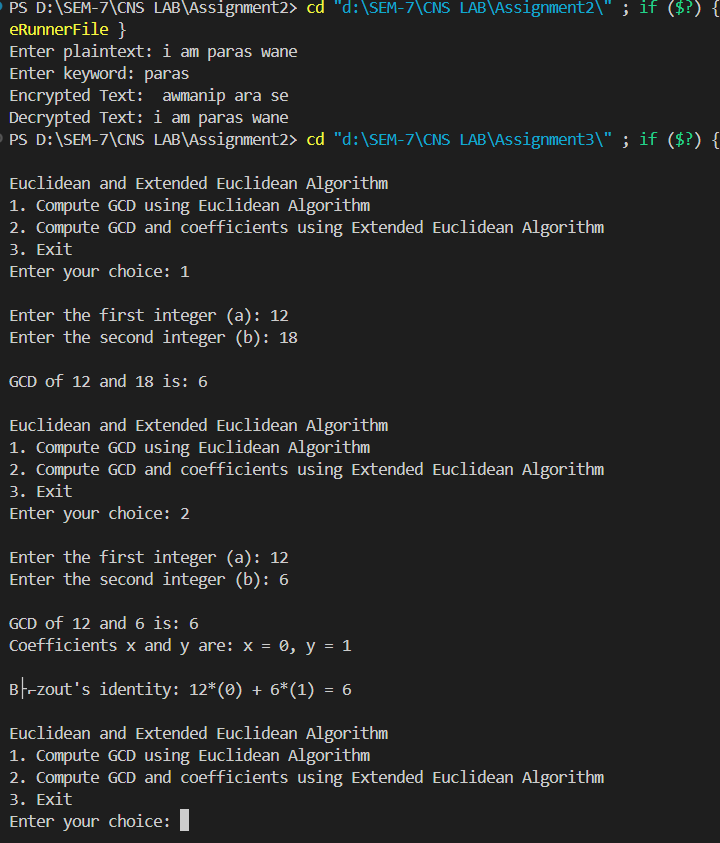 PS D:\SEM-7\CNS LAB\Assignment2> cd "d:\SEM-7\CNS LAB\Assignment2\" ; if ($?) {
eRunnerFile }
Enter plaintext: i am paras wane
Enter keyword: paras
Encrypted Text:  awmanip ara se
Decrypted Text: i am paras wane
PS D:\SEM-7\CNS LAB\Assignment2> cd "d:\SEM-7\CNS LAB\Assignment3\" ; if ($?) {
Euclidean and Extended Euclidean Algorithm
1. Compute GCD using Euclidean Algorithm
2. Compute GCD and coefficients using Extended Euclidean Algorithm
3. Exit
Enter your choice: 1
Enter the first integer (a): 12
Enter the second integer (b): 18
GCD of 12 and 18 is: 6
Euclidean and Extended Euclidean Algorithm
1. Compute GCD using Euclidean Algorithm
2. Compute GCD and coefficients using Extended Euclidean Algorithm
3. Exit
Enter your choice: 2
Enter the first integer (a): 12
Enter the second integer (b): 6
GCD of 12 and 6 is: 6
Coefficients x and y are: x = 0, y = 1
B├⌐zout's identity: 12*(0) + 6*(1) = 6
Euclidean and Extended Euclidean Algorithm
1. Compute GCD using Euclidean Algorithm
2. Compute GCD and coefficients using Extended Euclidean Algorithm
3. Exit
Enter your choice: